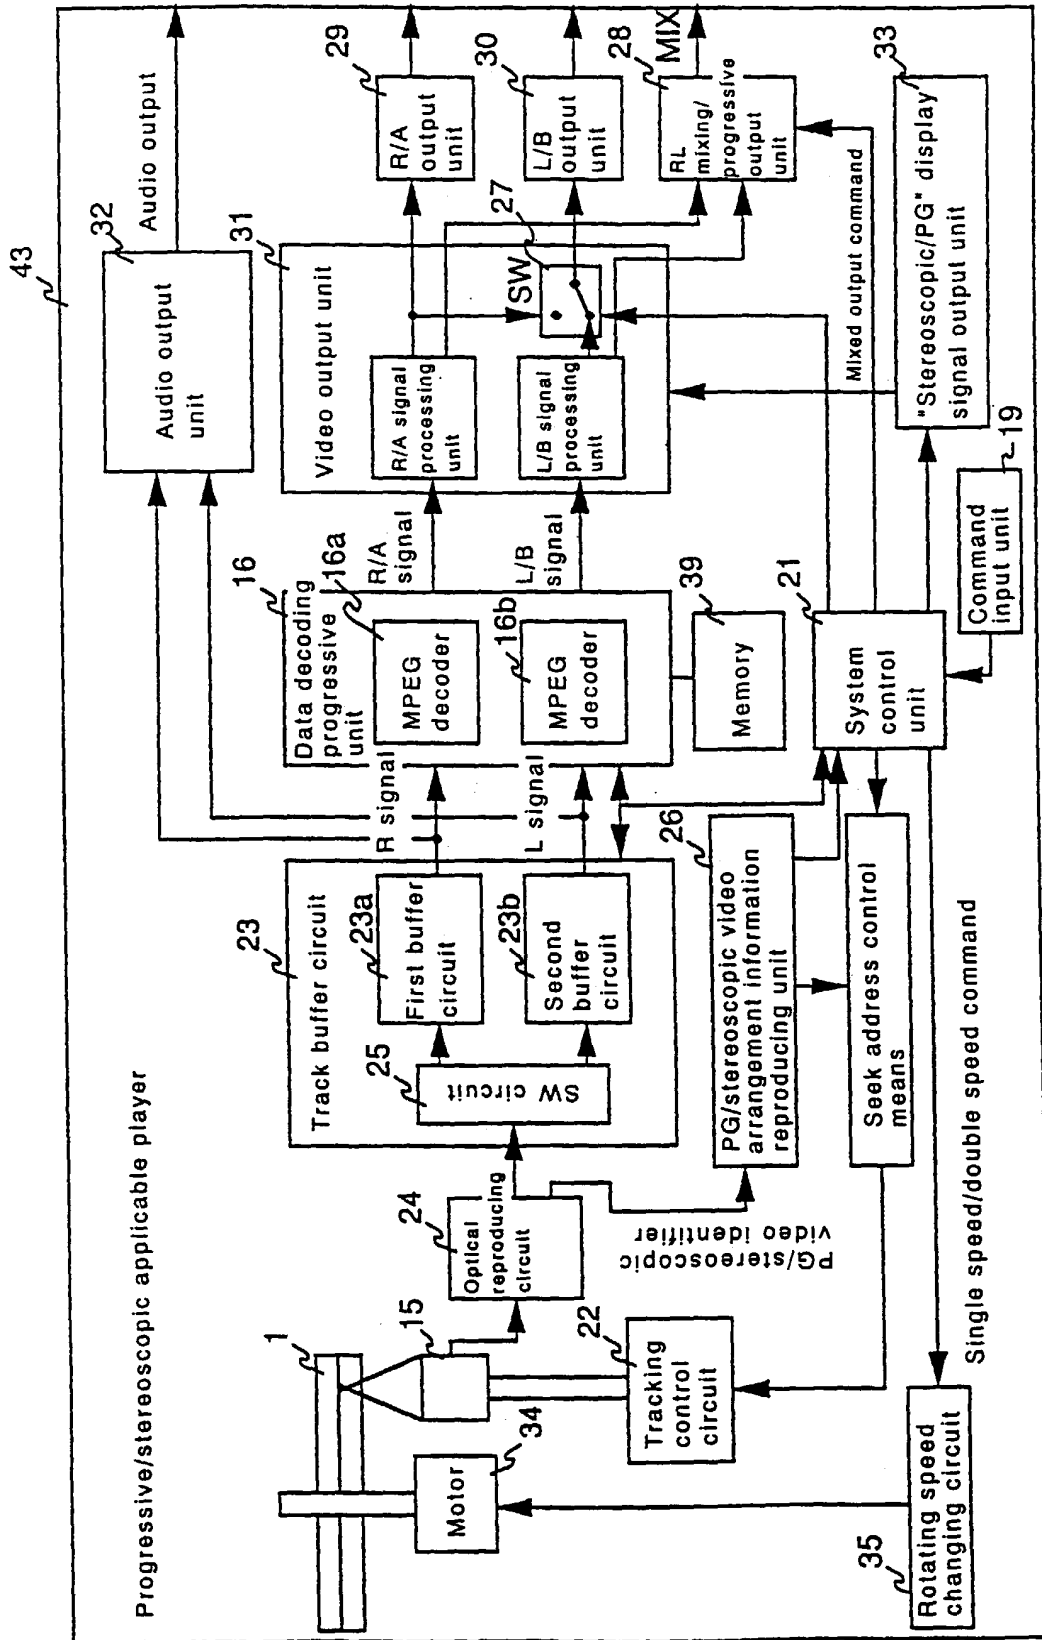 Progressive/stereoscopic applicable player
43
1
15
34
Motor
22
Tracking
control
circuit
35
Rotating speed
changing circuit
24
Optical
reproducing
circuit
PG/stereoscopic
video identifier
23
Track buffer circuit
25
SW circuit
23a
First buffer
circuit
23b
Second
buffer
circuit
26
PG/stereoscopic video
arrangement information
reproducing unit
Seek address control
means
Single speed/double speed command
R signal
L signal
16
Data decoding
progressive
unit
16a
MPEG
decoder
16b
MPEG
decoder
39
Memory
21
System
control
unit
Command
input unit
19
R/A
signal
L/B
signal
31
Video output unit
R/A signal
processing
unit
L/B signal
processing
unit
SW
27
32
Audio output
unit
Audio output
29
R/A
output
unit
30
L/B
output
unit
28
RL
mixing/
progressive
output
unit
MIX
Mixed output command
33
"Stereoscopic/PG" display
signal output unit